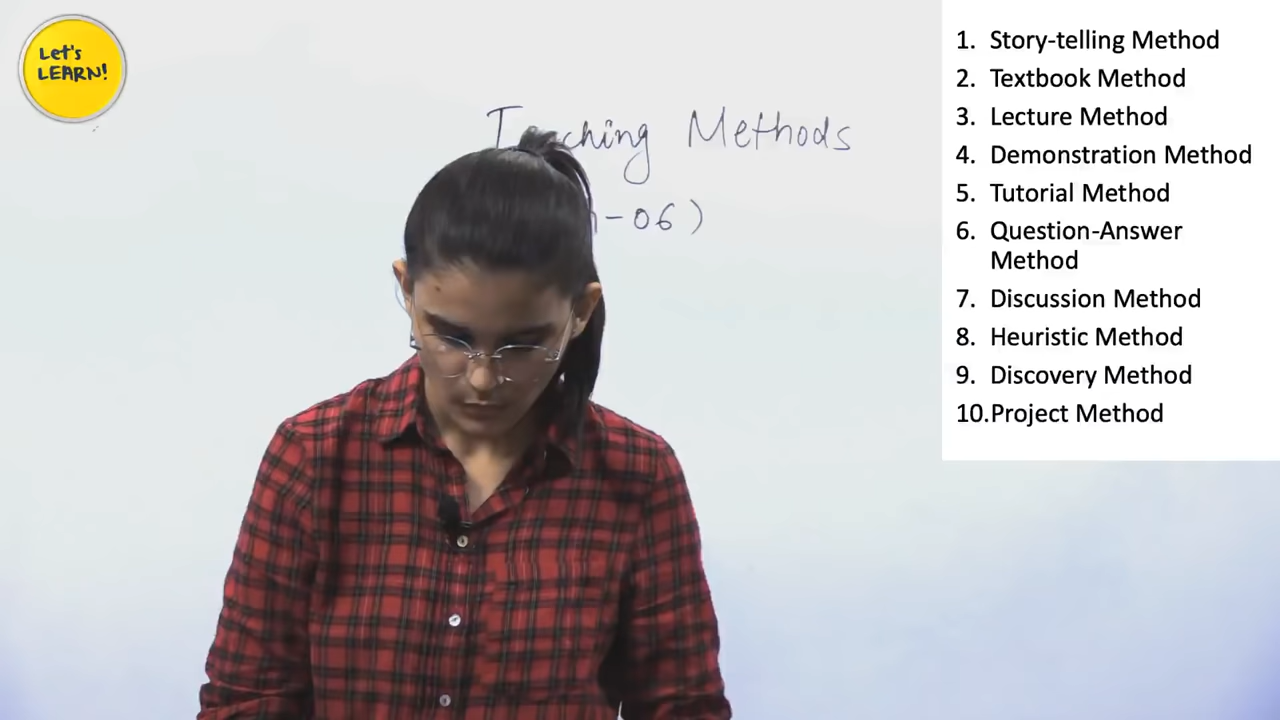 Let's
LEARN!
Methods
-06)
1. Story-telling Method
2. Textbook Method
3. Lecture Method
4. Demonstration Method
5. Tutorial Method
6. Question-Answer
Method
7. Discussion Method
8. Heuristic Method
9. Discovery Method
10.Project Method